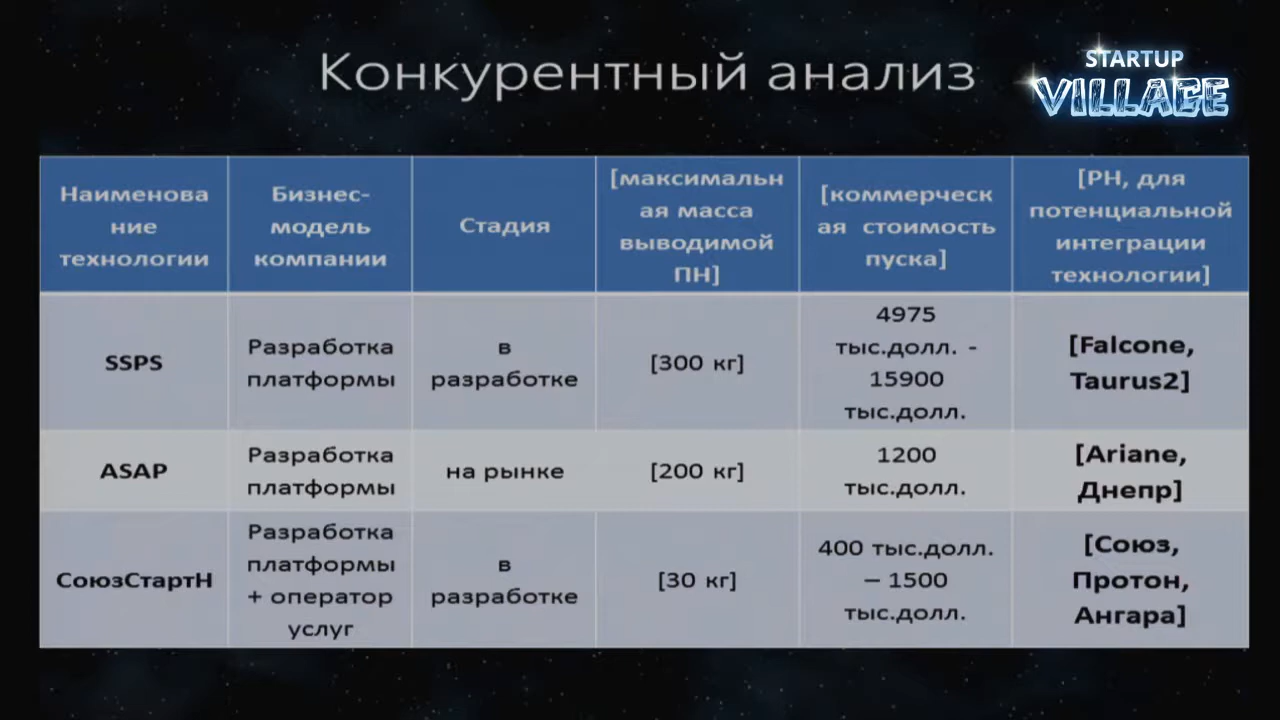 Конкурентный анализ
STARTUP
VILLAGE
Наименова
ние
технологии
Бизнес-
модель
компании
Стадия
[максимальн
ая масса
выводимой
ПН]
[коммерческ
ая стоимость
пуска]
[РН, для
потенциальной
интеграции
технологии]
SSPS
Разработка
платформы
в
разработке
[300 кг]
4975
тыс.долл. -
15900
тыс.долл.
[Falcone,
Taurus2]
ASAP
Разработка
платформы
на рынке
[200 кг]
1200
тыс.долл.
[Ariane,
Днепр]
СоюзСтартН
Разработка
платформы
+ оператор
услуг
в
разработке
[30 кг]
400 тыс.долл.
– 1500
тыс.долл.
[Союз,
Протон,
Ангара]